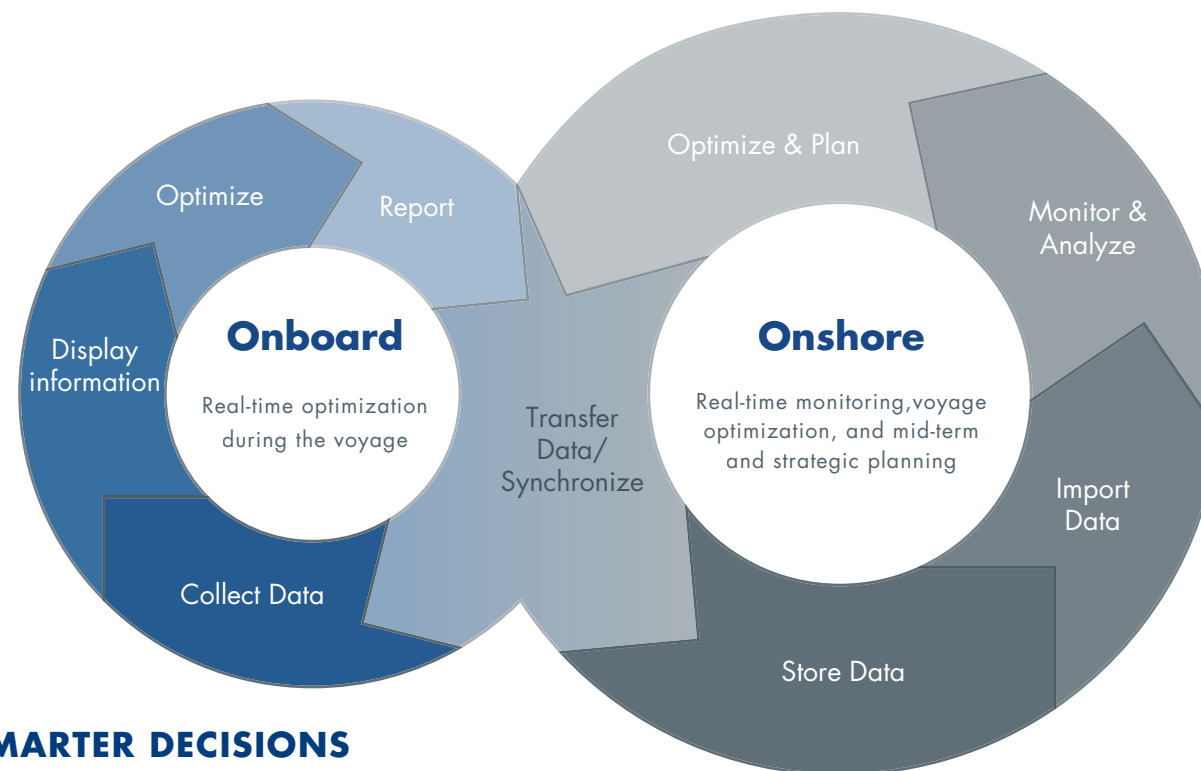 Optimize
Report
Display
information
Onboard
Real-time optimization
during the voyage
Collect Data
Transfer
Data/
Synchronize
Optimize & Plan
Monitor &
Analyze
Onshore
Real-time monitoring,voyage
optimization, and mid-term
and strategic planning
Import
Data
Store Data
MARTER DECISIONS